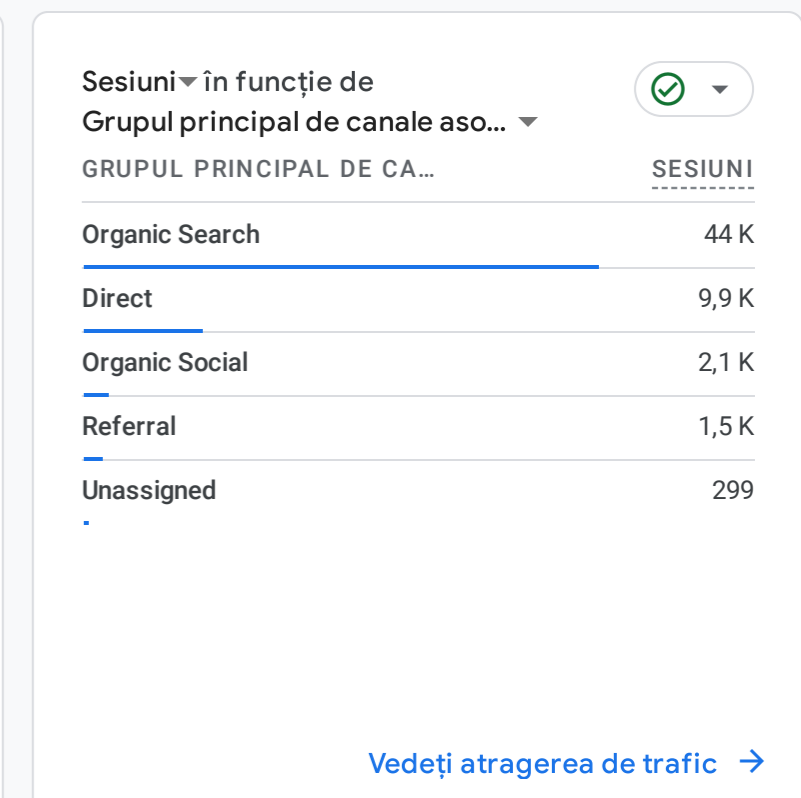 Sesiuni în funcție de
Grupul principal de canale aso...
GRUPUL PRINCIPAL DE CA... SESIUNI
Organic Search 44 K
Direct 9,9 K
Organic Social 2,1 K
Referral 1,5 K
Unassigned 299
Vedeți atragerea de trafic